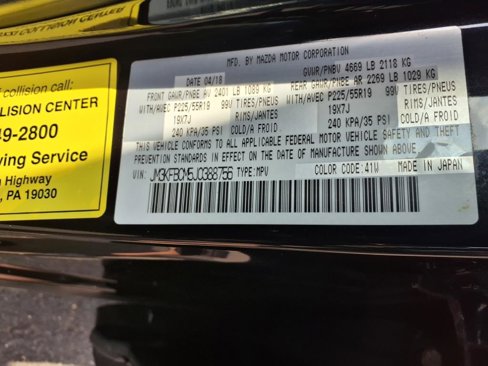 collision call:
LLISION CENTER
49-2800
ving Service
Highway
, PA 19030
MFD. BY MAZDA MOTOR CORPORATION
DATE 04/18
GVWR/PNBV 4669 LB 2118 KG
FRONT GAWR/PNBE AV 2401 LB 1089 KG
REAR GAWR/PNBE AR 2269 LB 1029 KG
WITH/AVEC P225/55R19 99V TIRES/PNEUS
WITH/AVEC P225/55R19 99V TIRES/PNEUS
19X7J RIMS/JANTES
19X7J RIMS/JANTES
240 KPA/35 PSI COLD/A FROID
240 KPA/35 PSI COLD/A FROID
THIS VEHICLE CONFORMS TO ALL APPLICABLE FEDERAL MOTOR VEHICLE SAFETY AND THEFT
PREVENTION STANDARDS IN EFFECT ON THE DATE OF MANUFACTURE SHOWN ABOVE.
VIN: JM3KFBCM5J0388756 TYPE:MPV COLOR CODE: 41W MADE IN JAPAN